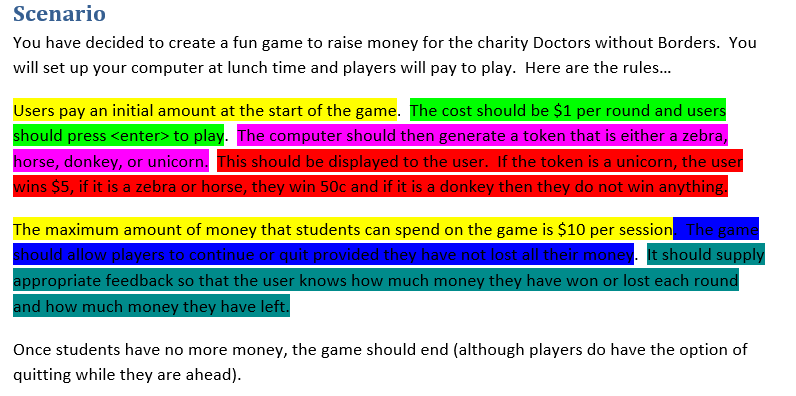 Scenario
You have decided to create a fun game to raise money for the charity Doctors without Borders.  You
will set up your computer at lunch time and players will pay to play.  Here are the rules...
Users pay an initial amount at the start of the game.  The cost should be $1 per round and users
should press <enter> to play.  The computer should then generate a token that is either a zebra,
horse, donkey, or unicorn.  This should be displayed to the user.  If the token is a unicorn, the user
wins $5, if it is a zebra or horse, they win 50c and if it is a donkey then they do not win anything.
The maximum amount of money that students can spend on the game is $10 per session  The game
should allow players to continue or quit provided they have not lost all their money.  It should supply
appropriate feedback so that the user knows how much money they have won or lost each round
and how much money they have left.
Once students have no more money, the game should end (although players do have the option of
quitting while they are ahead).